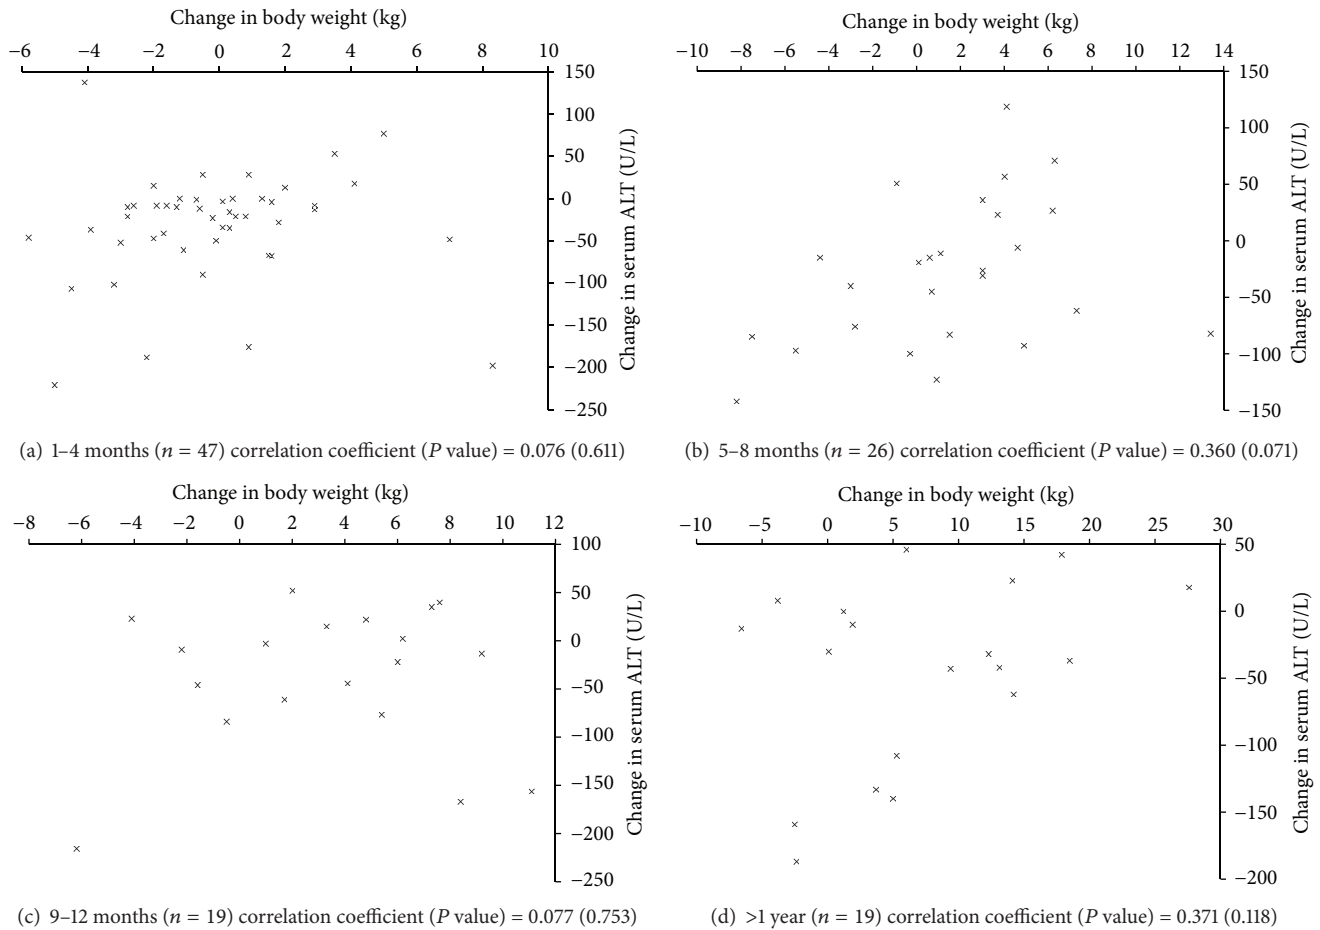 Change in body weight (kg)
−6 −4 −2 0 2 4 6 8 10
150
100
50
0
−50
−100
−150
−200
−250
Change in serum ALT (U/L)
(a) 1–4 months (n = 47) correlation coefficient (P value) = 0.076 (0.611)
Change in body weight (kg)
−10 −8 −6 −4 −2 0 2 4 6 8 10 12 14
150
100
50
0
−50
−100
−150
Change in serum ALT (U/L)
(b) 5–8 months (n = 26) correlation coefficient (P value) = 0.360 (0.071)
Change in body weight (kg)
−8 −6 −4 −2 0 2 4 6 8 10 12
100
50
0
−50
−100
−150
−200
−250
Change in serum ALT (U/L)
(c) 9–12 months (n = 19) correlation coefficient (P value) = 0.077 (0.753)
Change in body weight (kg)
−10 −5 0 5 10 15 20 25 30
50
0
−50
−100
−150
−200
Change in serum ALT (U/L)
(d) >1 year (n = 19) correlation coefficient (P value) = 0.371 (0.118)